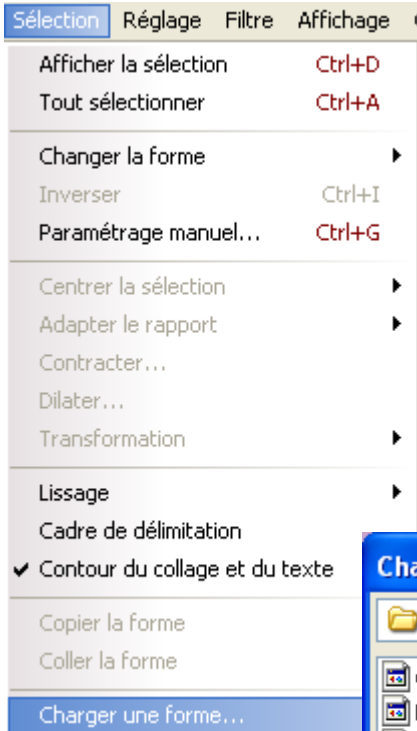 Sélection Réglage Filtre Affichage
Afficher la sélection Ctrl+D
Tout sélectionner Ctrl+A
Changer la forme
Inverser Ctrl+I
Paramétrage manuel... Ctrl+G
Centrer la sélection
Adapter le rapport
Contracter...
Dilater...
Transformation
Lissage
Cadre de délimitation
Contour du collage et du texte
Cha
Copier la forme
Coller la forme
Charger une forme...